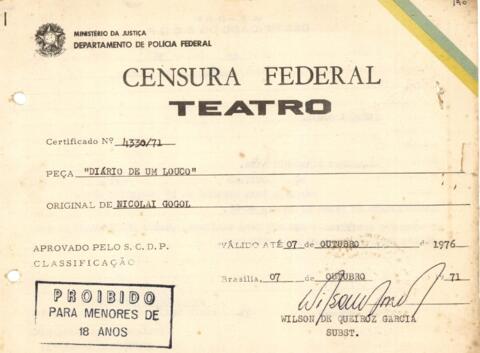 190
MINISTÉRIO DA JUSTIÇA
DEPARTAMENTO DE POLÍCIA FEDERAL
CENSURA FEDERAL
TEATRO
Certificado Nº 4330/71
PEÇA "DIÁRIO DE UM LOUCO"
ORIGINAL DE NICOLAI GOGOL
APROVADO PELO S. C. D. P.
CLASSIFICAÇÃO
VÁLIDO ATÉ 07 de OUTUBRO de 1976
Brasília, 07 de OUTUBRO 71
PROIBIDO
PARA MENORES DE
18 ANOS
WILSON DE QUEIROZ GARCIA
SUBST.